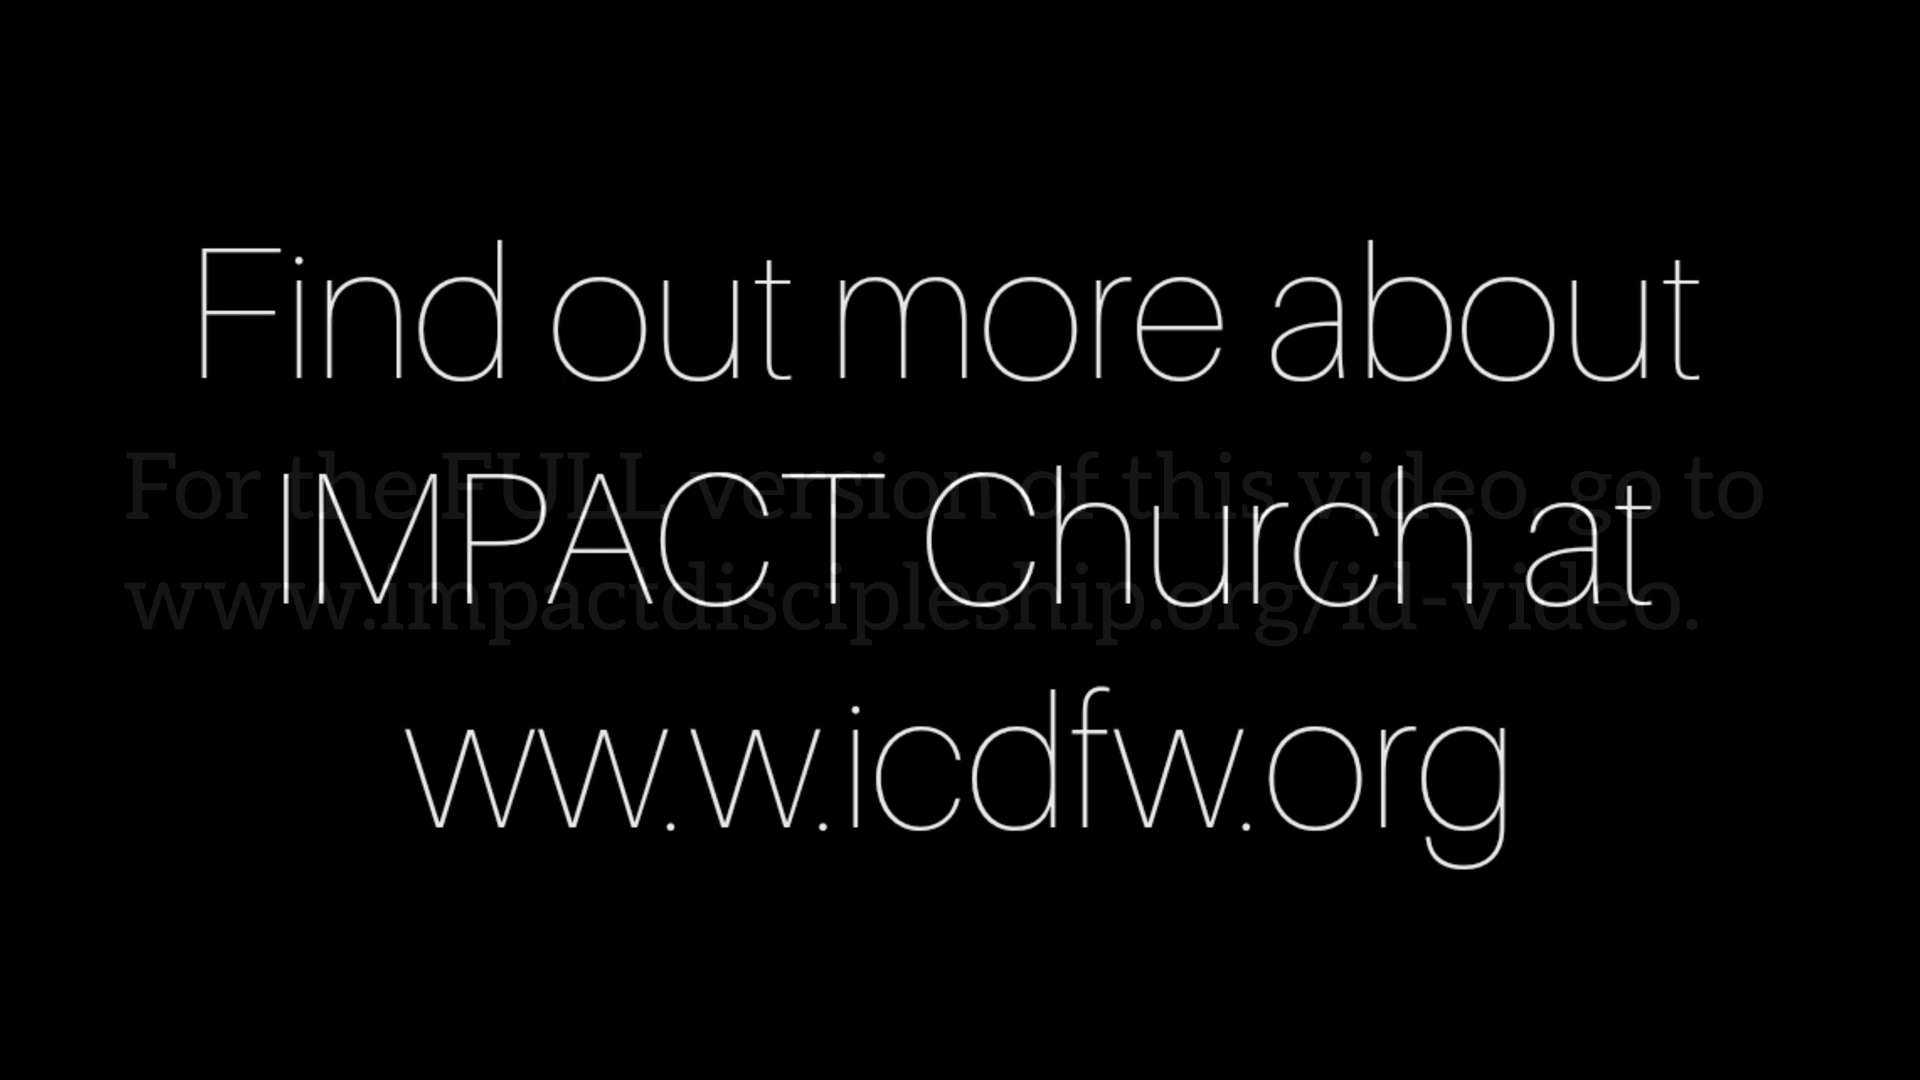 Find out more about
For the FULL version of this video, go to
IMPACT Church at
www.impactdiscipleship.org/id-video.
ww.w.icdfw.org